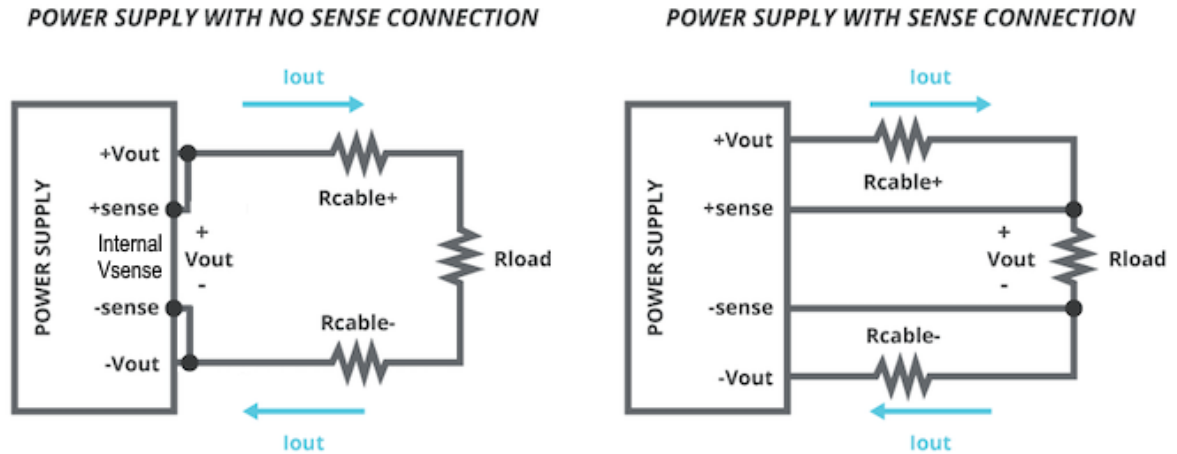 POWER SUPPLY WITH NO SENSE CONNECTION
Iout
+Vout
Rcable+
+sense
+
Internal
Vsense
Vout
-
Rload
POWER SUPPLY
-sense
Rcable-
-Vout
Iout
POWER SUPPLY WITH SENSE CONNECTION
Iout
+Vout
Rcable+
+sense
+
Vout
-
Rload
POWER SUPPLY
-sense
Rcable-
-Vout
Iout